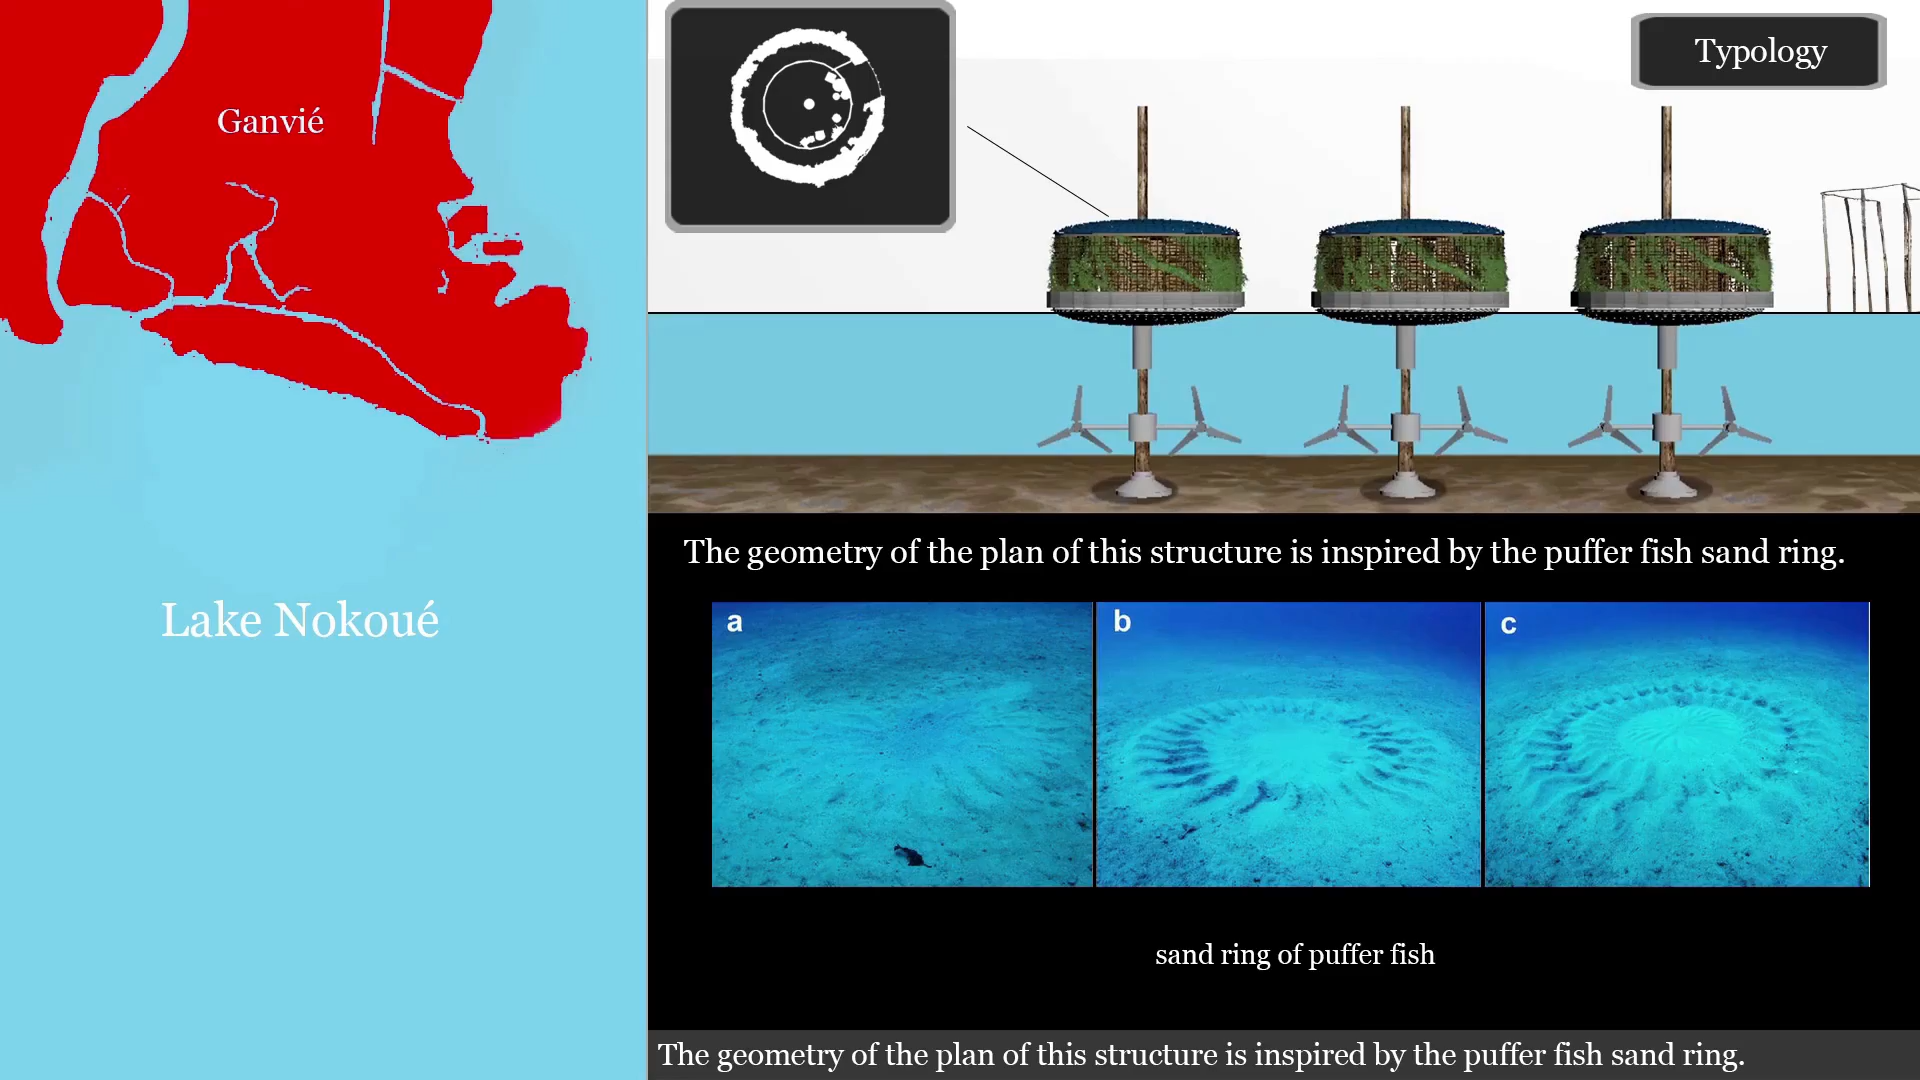 Ganvié
Lake Nokoué
Typology
The geometry of the plan of this structure is inspired by the puffer fish sand ring.
a
b
c
sand ring of puffer fish
The geometry of the plan of this structure is inspired by the puffer fish sand ring.